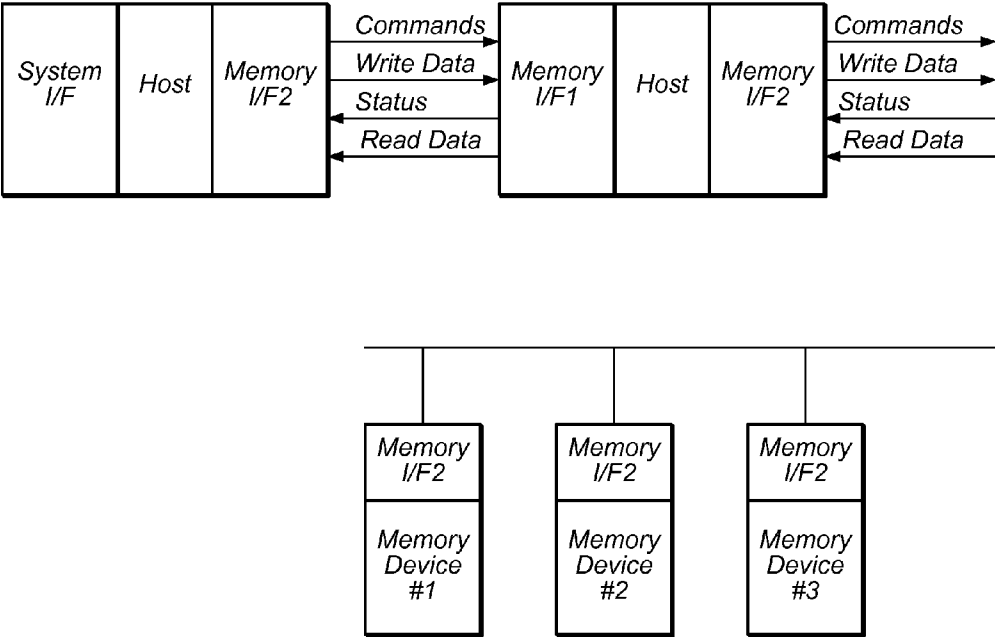 Commands
Write Data
Status
Read Data
Commands
Write Data
Status
Read Data
System
I/F
Host
Memory
I/F2
Memory
I/F1
Host
Memory
I/F2
Memory
I/F2
Memory
I/F2
Memory
I/F2
Memory
Device
#1
Memory
Device
#2
Memory
Device
#3